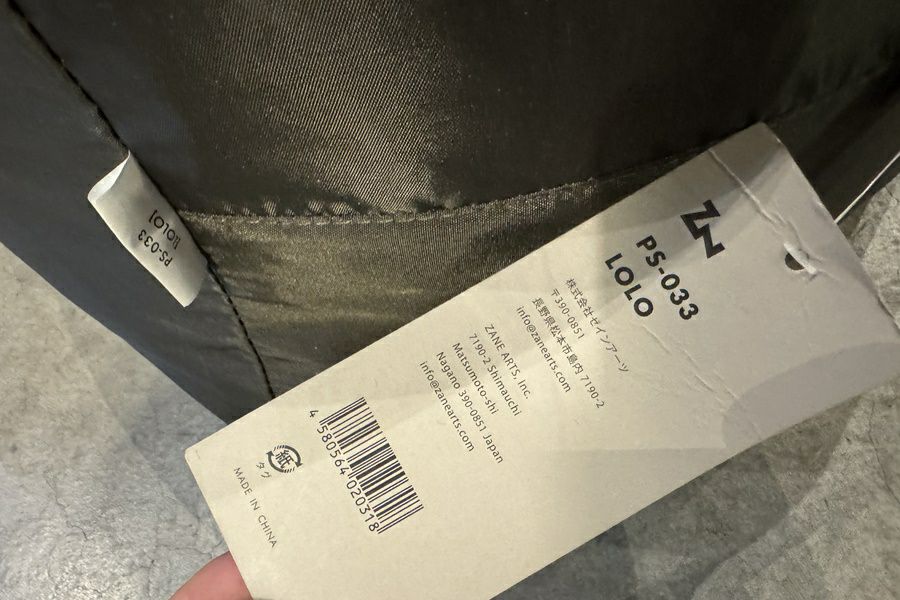 ZN
PS-033
LOLO
株式会社ゼインアーツ
〒390-0851
長野県松本市島内 7190-2
info@zanearts.com
ZANE ARTS, Inc.
7190-2 Shimauchi
Matsumoto-shi
Nagano 390-0851 Japan
info@zanearts.com
4 580564 020318
紙
タグ
MADE IN CHINA
PS-033
[LOLO]